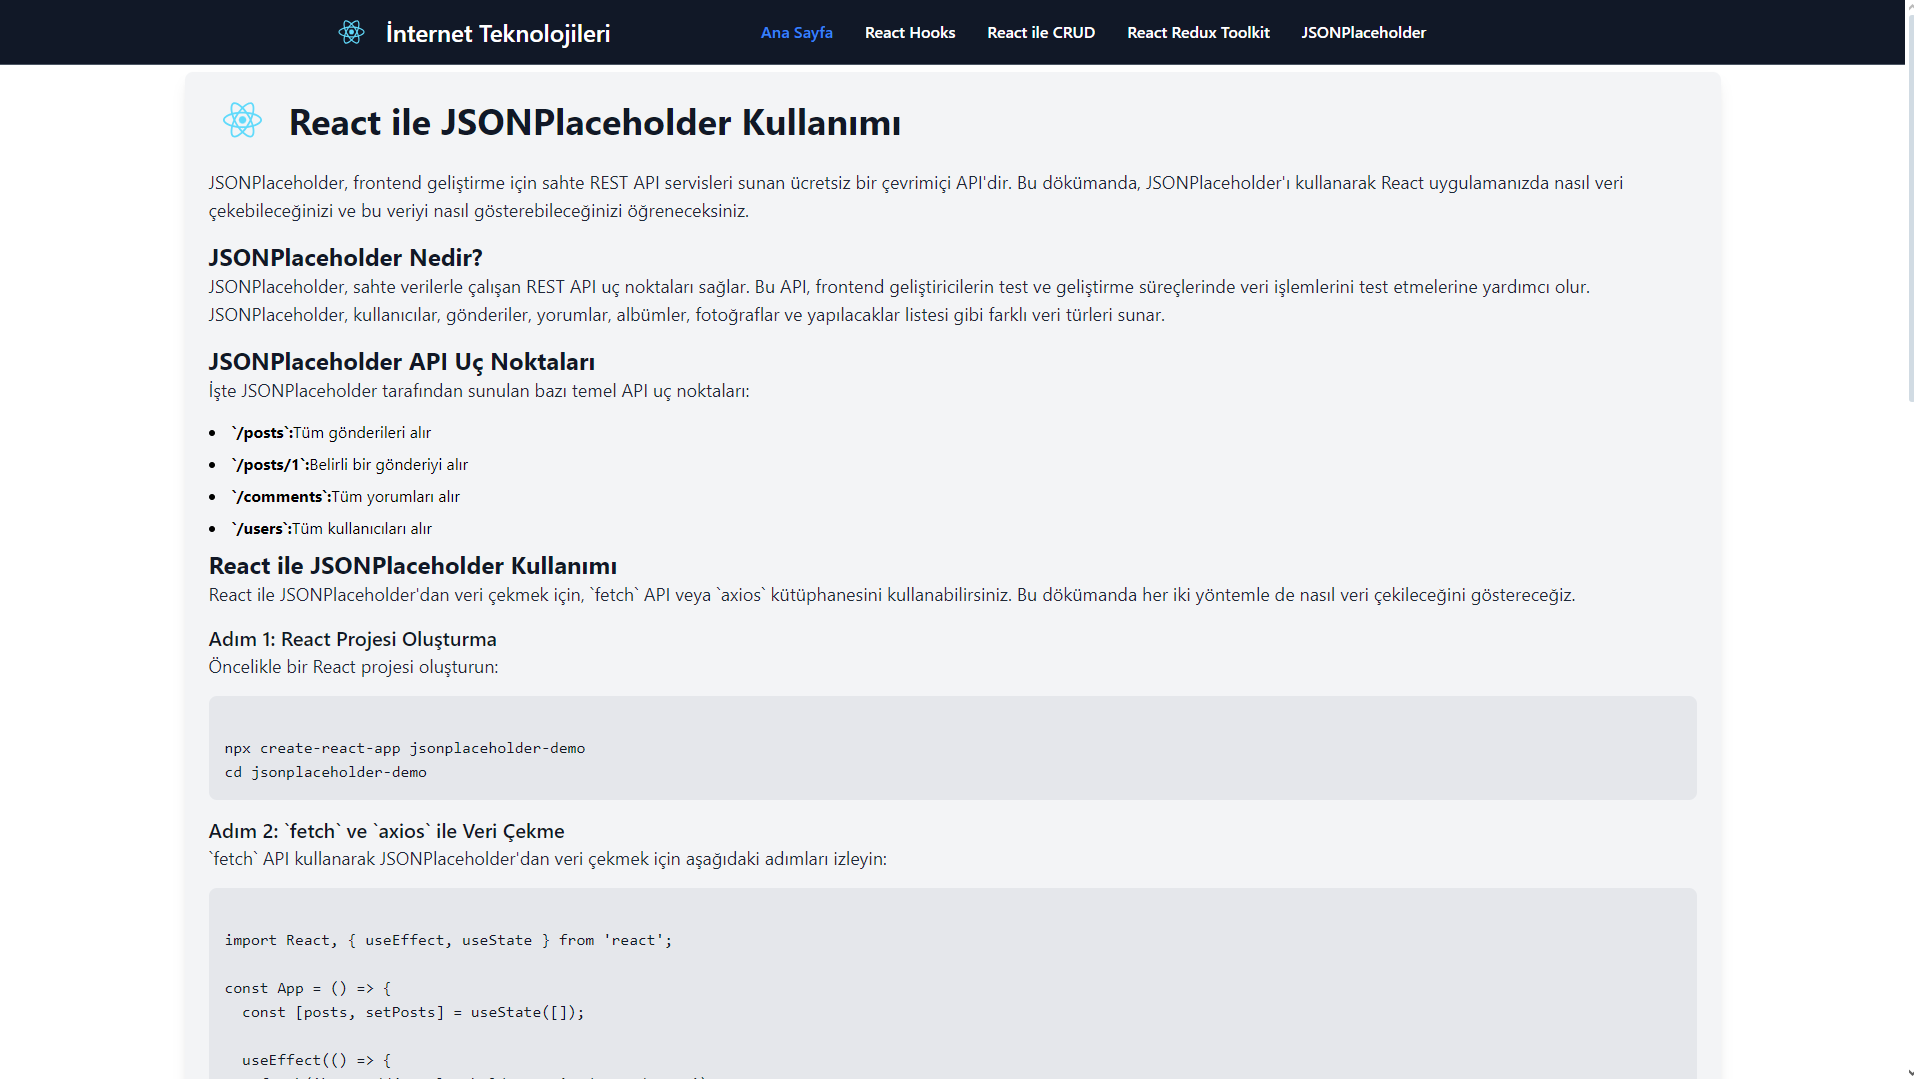 İnternet Teknolojileri
Ana Sayfa
React Hooks
React ile CRUD
React Redux Toolkit
JSONPlaceholder
React ile JSONPlaceholder Kullanımı
JSONPlaceholder, frontend geliştirme için sahte REST API servisleri sunan ücretsiz bir çevrimiçi API'dir. Bu dökümanda, JSONPlaceholder'ı kullanarak React uygulamanızda nasıl veri
çekebileceğinizi ve bu veriyi nasıl gösterebileceğinizi öğreneceksiniz.
JSONPlaceholder Nedir?
JSONPlaceholder, sahte verilerle çalışan REST API uç noktaları sağlar. Bu API, frontend geliştiricilerin test ve geliştirme süreçlerinde veri işlemlerini test etmelerine yardımcı olur.
JSONPlaceholder, kullanıcılar, gönderiler, yorumlar, albümler, fotoğraflar ve yapılacaklar listesi gibi farklı veri türleri sunar.
JSONPlaceholder API Uç Noktaları
İşte JSONPlaceholder tarafından sunulan bazı temel API uç noktaları:
• `/posts`:Tüm gönderileri alır
• `/posts/1`:Belirli bir gönderiyi alır
• `/comments`:Tüm yorumları alır
• `/users`:Tüm kullanıcıları alır
React ile JSONPlaceholder Kullanımı
React ile JSONPlaceholder'dan veri çekmek için, `fetch` API veya `axios` kütüphanesini kullanabilirsiniz. Bu dökümanda her iki yöntemle de nasıl veri çekileceğini göstereceğiz.
Adım 1: React Projesi Oluşturma
Öncelikle bir React projesi oluşturun:
npx create-react-app jsonplaceholder-demo
cd jsonplaceholder-demo
Adım 2: `fetch` ve `axios` ile Veri Çekme
`fetch` API kullanarak JSONPlaceholder'dan veri çekmek için aşağıdaki adımları izleyin:
import React, { useEffect, useState } from 'react';
const App = () => {
const [posts, setPosts] = useState([]);
useEffect(() => {